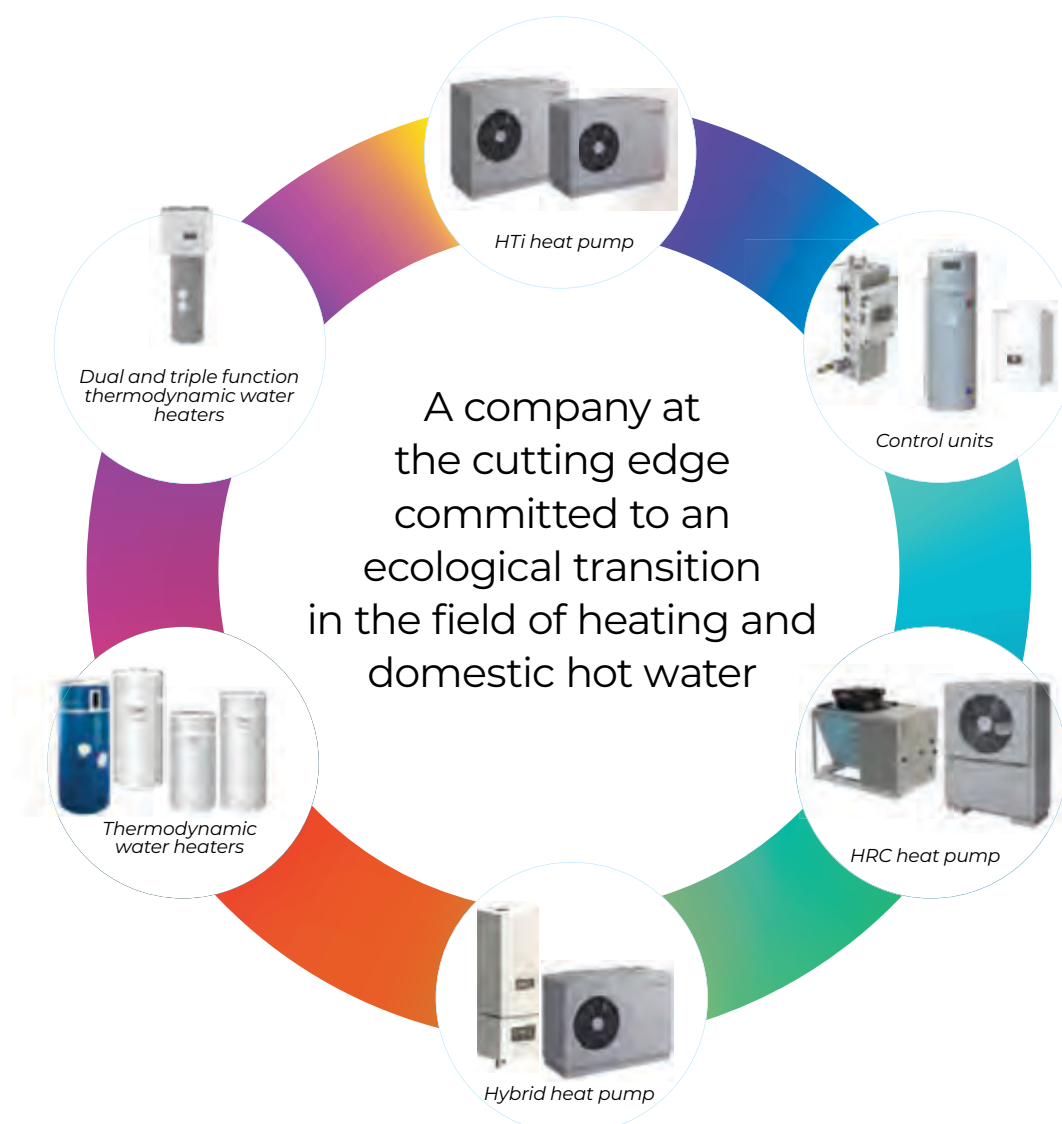 HTi heat pump
Dual and triple function
thermodynamic water
heaters
Control units
A company at
the cutting edge
committed to an
ecological transition
in the field of heating and
domestic hot water
Thermodynamic
water heaters
HRC heat pump
Hybrid heat pump